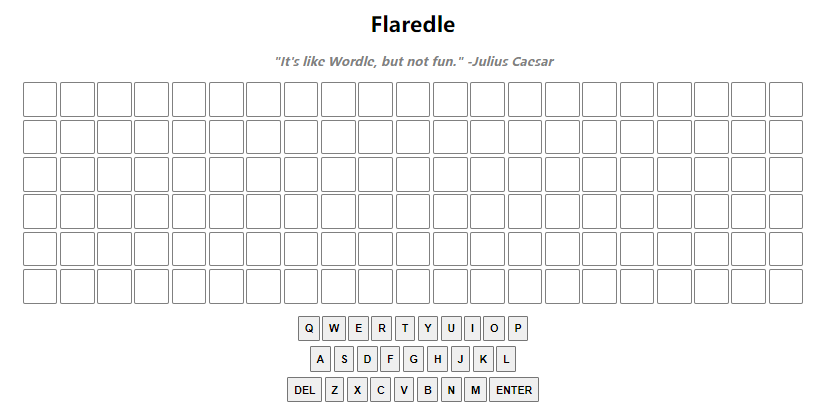 Flaredle
"It's like Wordle, but not fun." -Julius Caesar
Q W E R T Y U I O P
A S D F G H J K L
DEL Z X C V B N M ENTER